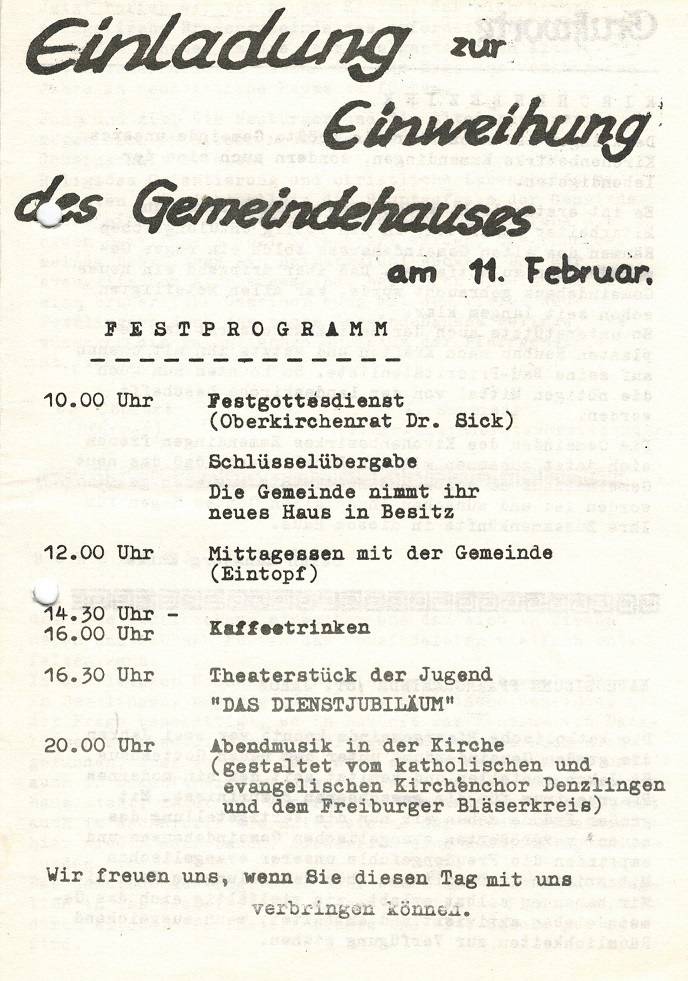 Einladung zur
Einweihung
des Gemeindehauses
am 11. Februar.
FESTPROGRAMM
10.00 Uhr Festgottesdienst
(Oberkirchenrat Dr. Sick)
Schlüsselübergabe
Die Gemeinde nimmt ihr
neues Haus in Besitz
12.00 Uhr Mittagessen mit der Gemeinde
(Eintopf)
14.30 Uhr -
16.00 Uhr Kaffeetrinken
16.30 Uhr Theaterstück der Jugend
"DAS DIENSTJUBILÄUM"
20.00 Uhr Abendmusik in der Kirche
(gestaltet vom katholischen und
evangelischen Kirchenchor Denzlingen
und dem Freiburger Bläserkreis)
Wir freuen uns, wenn Sie diesen Tag mit uns
verbringen können.